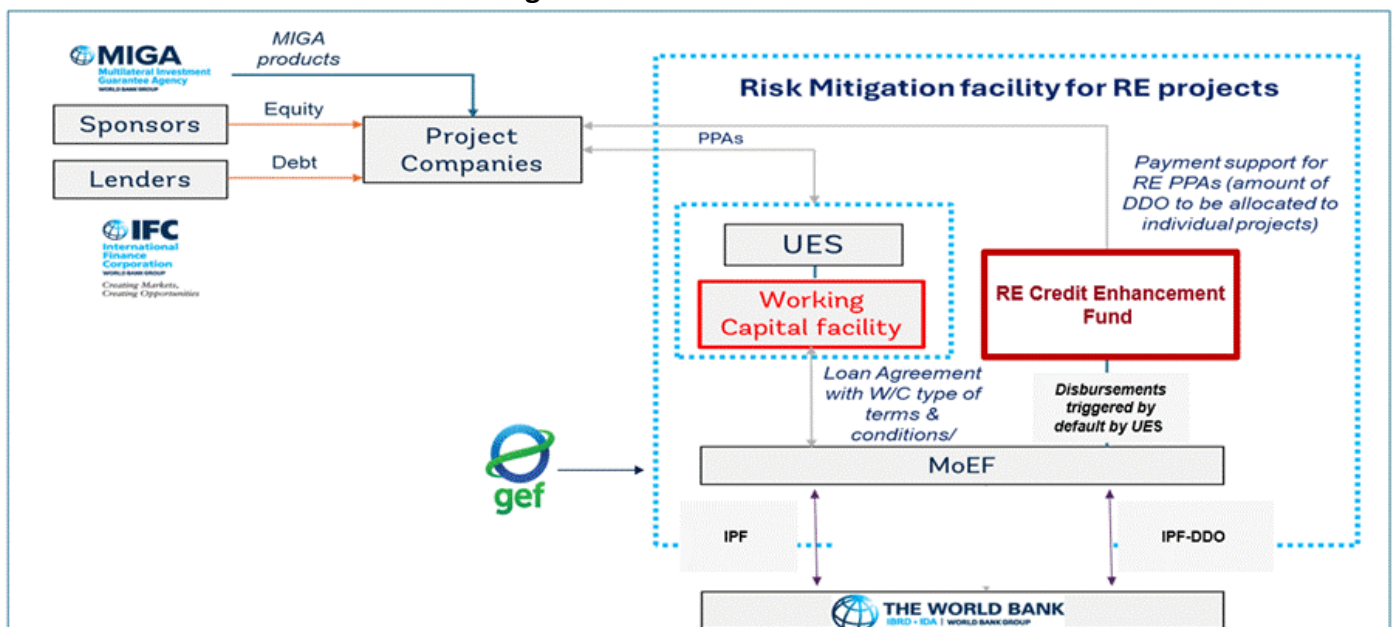 MIGA
Multilateral Investment
Guarantee Agency
WORLD BANK GROUP
MIGA
products
Risk Mitigation facility for RE projects
Sponsors
Equity
Project
Companies
PPAs
Lenders
Debt
Payment support for
RE PPAs (amount of
DDO to be allocated to
individual projects)
IFC
International
Finance
Corporation
WORLD BANK GROUP
Creating Markets,
Creating Opportunities
UES
Working
Capital facility
RE Credit Enhancement
Fund
Loan Agreement
with W/C type of
terms &
conditions/
Disbursements
triggered by
default by UES
gef
MoEF
IPF
IPF-DDO
THE WORLD BANK
IBRD • IDA | WORLD BANK GROUP